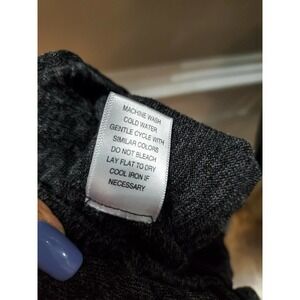 MACHINE WASH
COLD WATER
GENTLE CYCLE WITH
SIMILAR COLORS
DO NOT BLEACH
LAY FLAT TO DRY
COOL IRON IF
NECESSARY